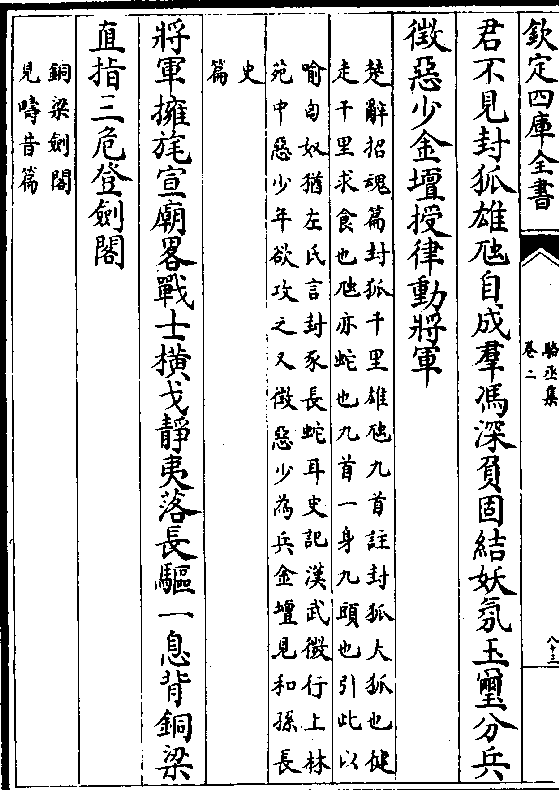 欽定四庫全書
駱丞集
卷二
八十三
君不見封狐雄虺自成羣馮深負固結妖氛玉璽分兵
徵惡少金壇授律動將軍
楚辭招魂篇封狐千里雄虺九首註封狐大狐也健
走千里求食也虺亦蛇也九首一身九頭也引此以
喻匈奴猶左氏言封豕長蛇耳史記漢武微行上林
苑中惡少年欲攻之又徵惡少為兵金壇見和孫長
史
篇
將軍擁旄宣廟畧戰士横戈靜夷落長驅一息背銅梁
直指三危登劍閣
銅梁劍閣
見疇昔篇